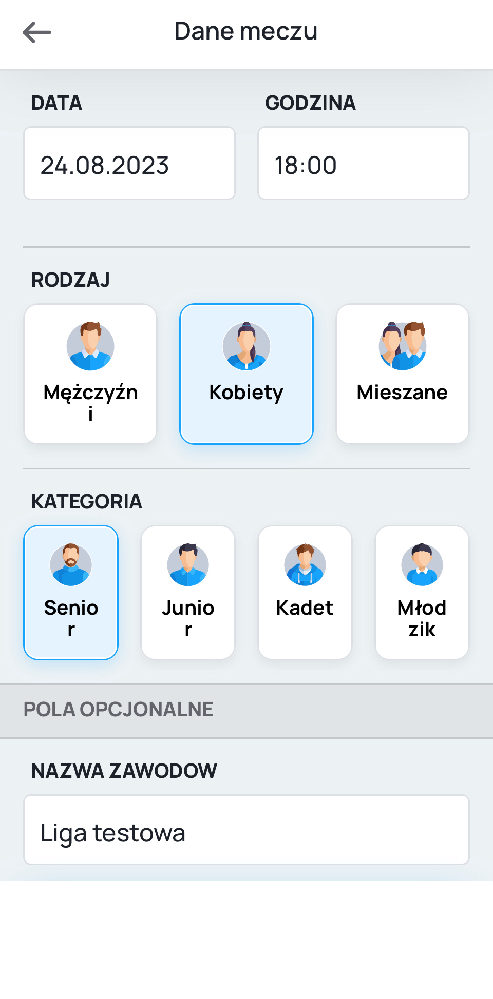 Dane meczu
DATA
GODZINA
24.08.2023
18:00
RODZAJ
Mężczyźn
i
Kobiety
Mieszane
KATEGORIA
Senio
r
Junio
r
Kadet
Młod
zik
POLA OPCJONALNE
NAZWA ZAWODOW
Liga testowa